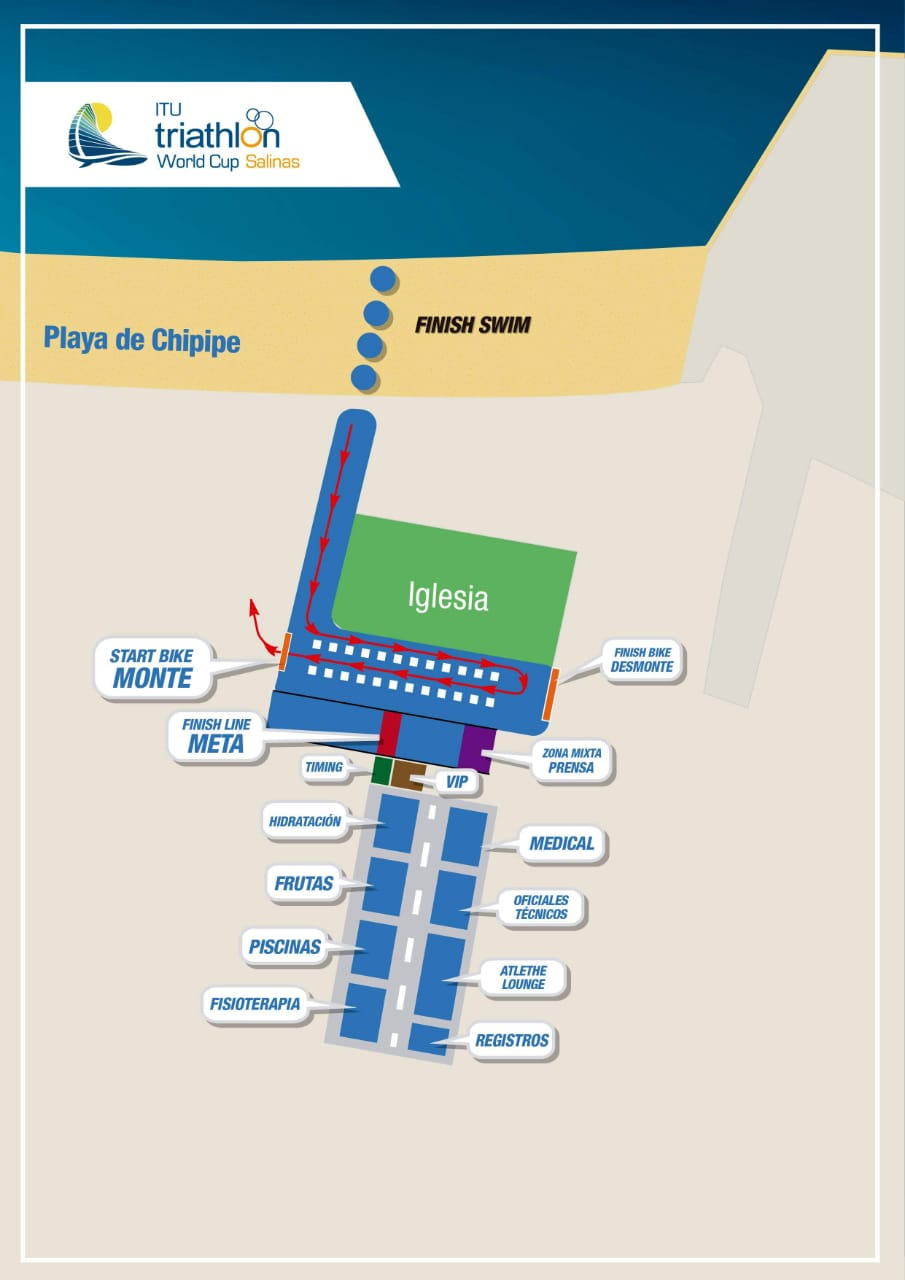 ITU
triathlon
World Cup Salinas
Playa de Chipipe
FINISH SWIM
Iglesia
START BIKE
MONTE
FINISH BIKE
DESMONTE
FINISH LINE
META
ZONA MIXTA
PRENSA
TIMING
VIP
HIDRATACIÓN
MEDICAL
FRUTAS
OFICIALES
TÉCNICOS
PISCINAS
ATLETHE
LOUNGE
FISIOTERAPIA
REGISTROS